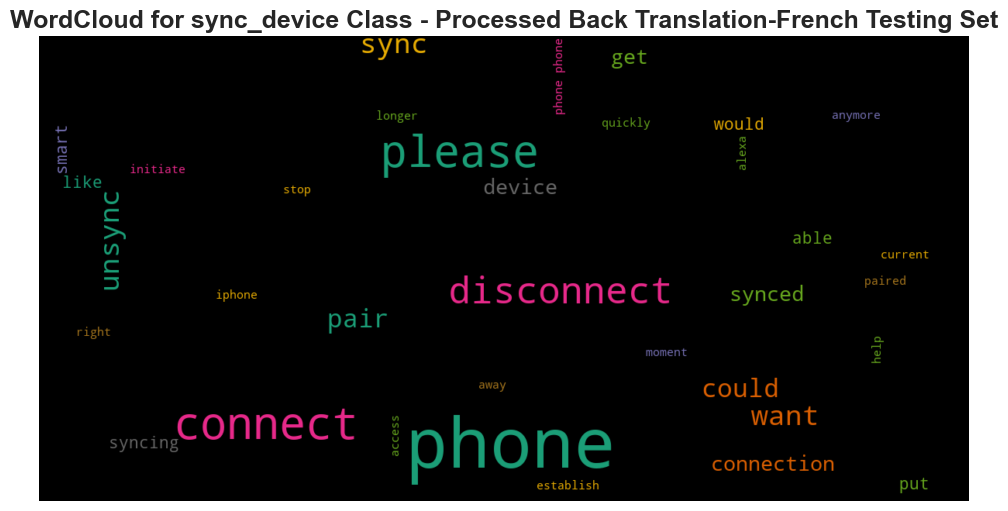 WordCloud for sync_device Class - Processed Back Translation-French Testing Set
sync
phone phone
get
longer
quickly
would
anymore
smart
please
alexa
initiate
like
stop
device
unsync
able
current
disconnect
paired
iphone
synced
pair
right
help
moment
away
could
connect
want
access
phone
syncing
connection
establish
put